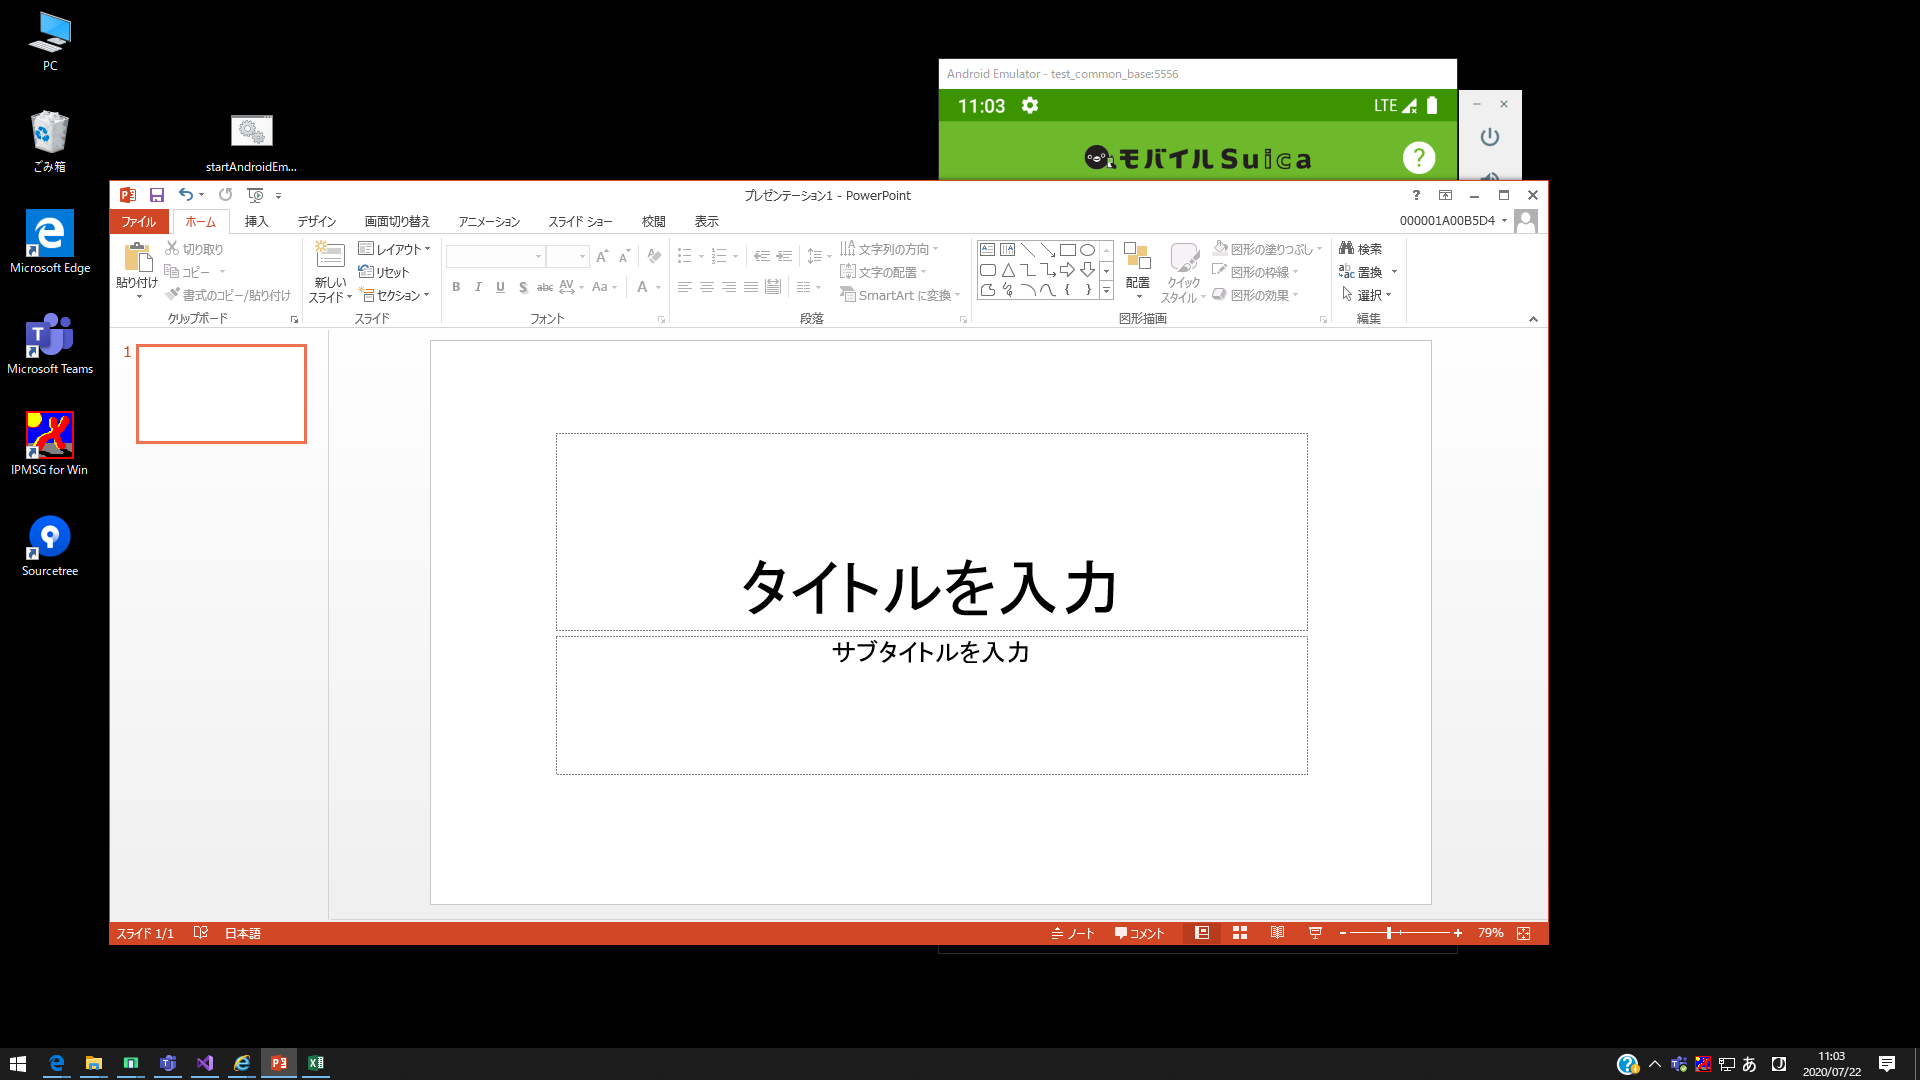 PC
ごみ箱
startAndroidEm...
Microsoft Edge
Microsoft Teams
IPMSG for Win
Sourcetree
Android Emulator - test_common_base:5556
11:03
LTE
モバイルSuica
?
プレゼンテーション1 - PowerPoint
?
ファイル ホーム 挿入 デザイン 画面切り替え アニメーション スライド ショー 校閲 表示
000001A00B5D4
貼り付け
切り取り
コピー
書式のコピー/貼り付け
クリップボード
新しい
スライド
レイアウト
リセット
セクション
スライド
B I U S abc AV Aa A
フォント
文字列の方向
文字の配置
SmartArt に変換
段落
配置
クイック
スタイル
図形の塗りつぶし
図形の枠線
図形の効果
図形描画
検索
置換
選択
編集
1
タイトルを入力
サブタイトルを入力
スライド 1/1
日本語
ノート
コメント
79%
あ
11:03
2020/07/22